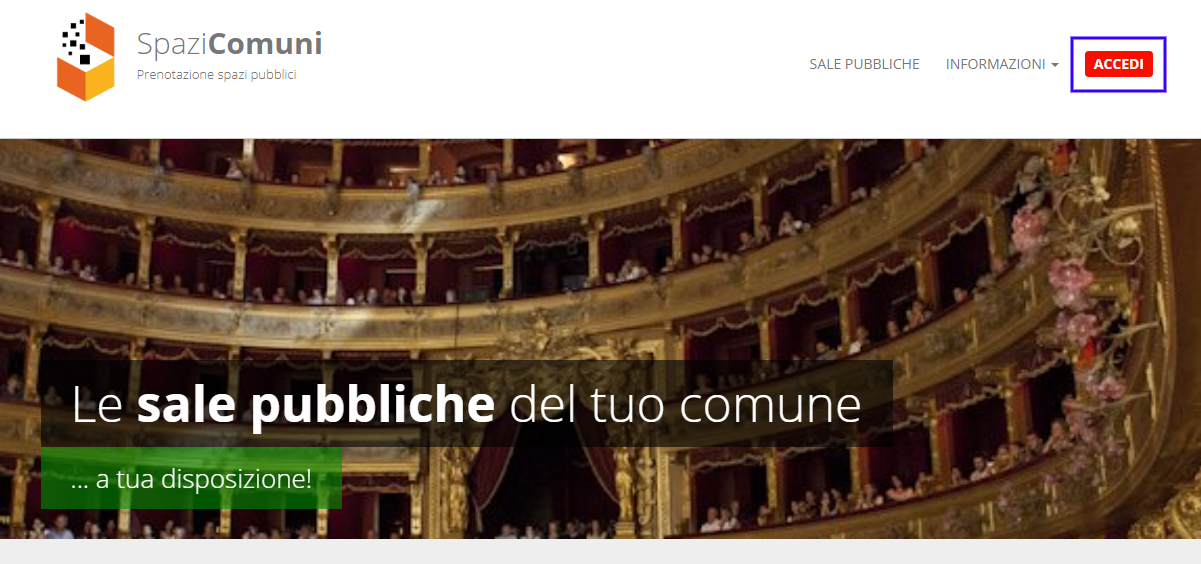 SpaziComuni
Prenotazione spazi pubblici
SALE PUBBLICHE INFORMAZIONI ACCEDI
Le sale pubbliche del tuo comune
... a tua disposizione!